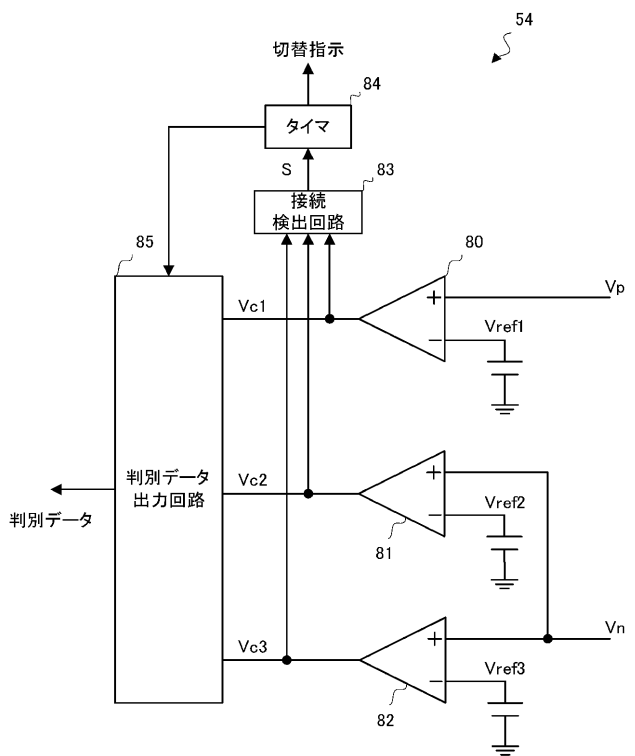 54
切替指示
84
タイマ
S
83
接続
検出回路
85
80
Vc1
+
Vp
−
Vref1
判別データ
出力回路
判別データ
Vc2
+
−
Vref2
81
Vn
Vc3
+
−
Vref3
82